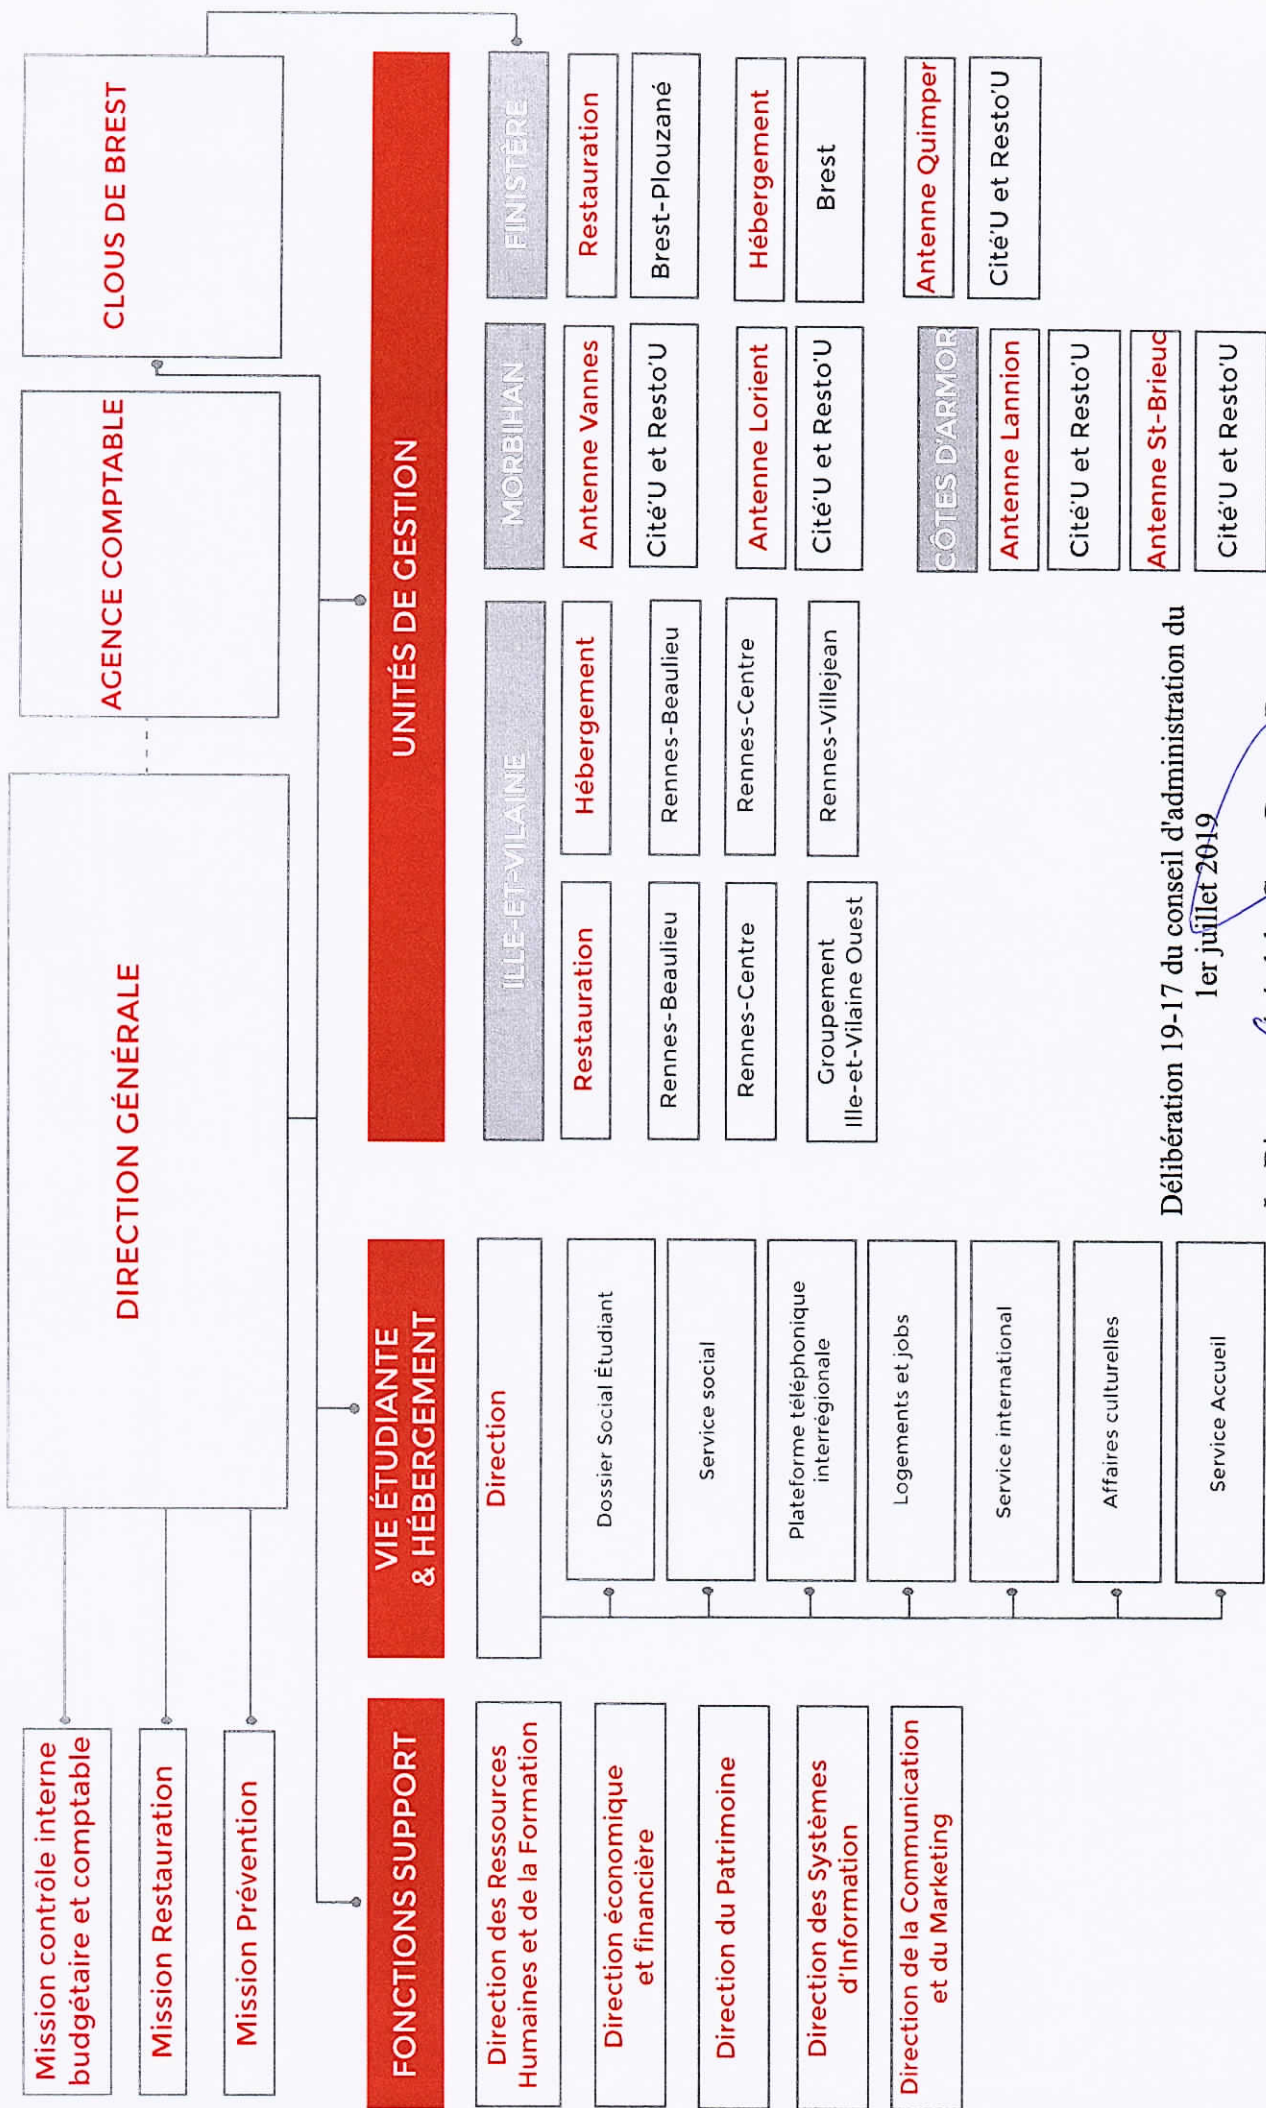 Mission contrôle interne
budgétaire et comptable
Mission Restauration
Mission Prévention
DIRECTION GÉNÉRALE
AGENCE COMPTABLE
CLOUS DE BREST
FONCTIONS SUPPORT
Direction des Ressources
Humaines et de la Formation
Direction économique
et financière
Direction du Patrimoine
Direction des Systèmes
d'Information
Direction de la Communication
et du Marketing
VIE ÉTUDIANTE
& HÉBERGEMENT
Direction
Dossier Social Étudiant
Service social
Plateforme téléphonique
interrégionale
Logements et jobs
Service international
Affaires culturelles
Service Accueil
UNITÉS DE GESTION
ILLE-ET-VILAINE
Restauration
Rennes-Beaulieu
Rennes-Centre
Groupement
Ille-et-Vilaine Ouest
Hébergement
Rennes-Beaulieu
Rennes-Centre
Rennes-Villejean
MORBIHAN
Antenne Vannes
Cité'U et Resto'U
Antenne Lorient
Cité'U et Resto'U
CÔTES D'ARMOR
Antenne Lannion
Cité'U et Resto'U
Antenne St-Brieuc
Cité'U et Resto'U
FINISTÈRE
Restauration
Brest-Plouzané
Hébergement
Brest
Antenne Quimper
Cité'U et Resto'U
Délibération 19-17 du conseil d'administration du
1er juillet 2019